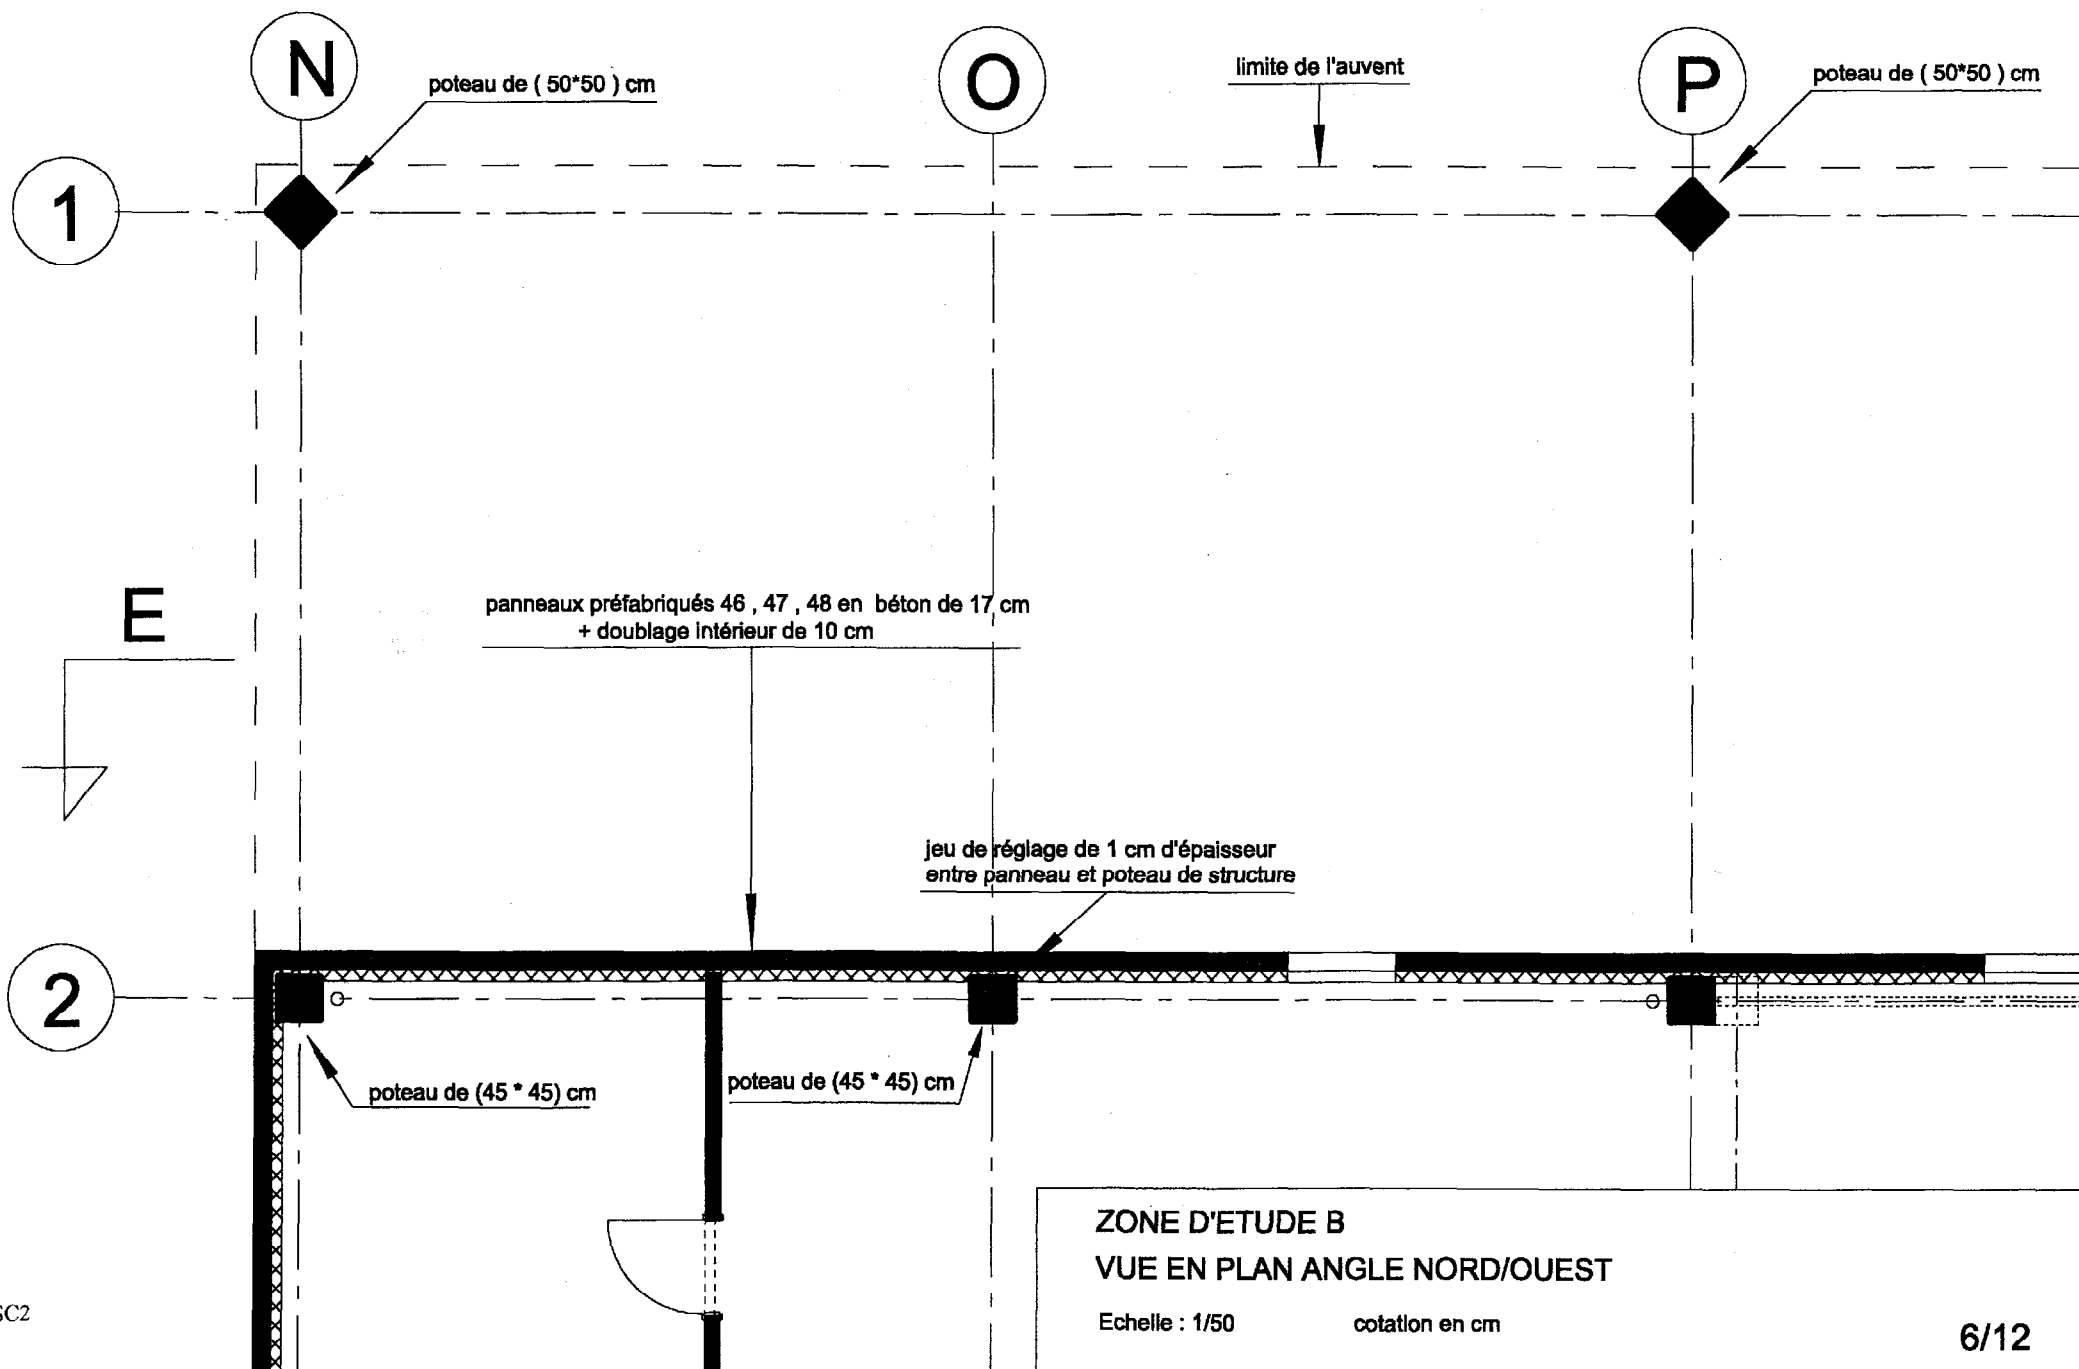 N
O
P
poteau de ( 50*50 ) cm
limite de l'auvent
poteau de ( 50*50 ) cm
1
E
panneaux préfabriqués 46 , 47 , 48 en béton de 17 cm
+ doublage intérieur de 10 cm
jeu de réglage de 1 cm d'épaisseur
entre panneau et poteau de structure
2
poteau de (45 * 45) cm
poteau de (45 * 45) cm
ZONE D'ETUDE B
VUE EN PLAN ANGLE NORD/OUEST
Echelle : 1/50 cotation en cm
SC2
6/12